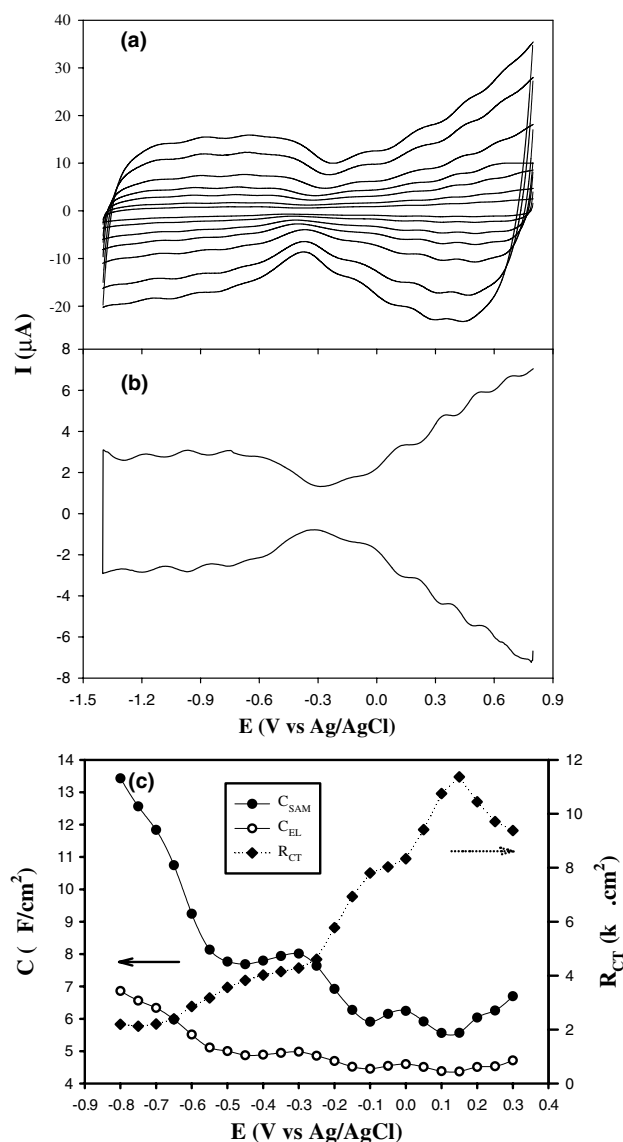 (a)
40
30
20
10
0
-10
-20
I (μA)
8
(b)
6
4
2
0
-2
-4
-6
-8
-1.5 -1.2 -0.9 -0.6 -0.3 0.0 0.3 0.6 0.9
E (V vs Ag/AgCl)
(c)
14
13
12
11
10
9
8
7
6
5
4
C ( F/cm²)
C_SAM
C_EL
R_CT
12
10
8
6
4
2
0
R_CT (k .cm²)
-0.8 -0.7 -0.6 -0.5 -0.4 -0.3 -0.2 -0.1 0.0 0.1 0.2 0.3 0.4
E (V vs Ag/AgCl)